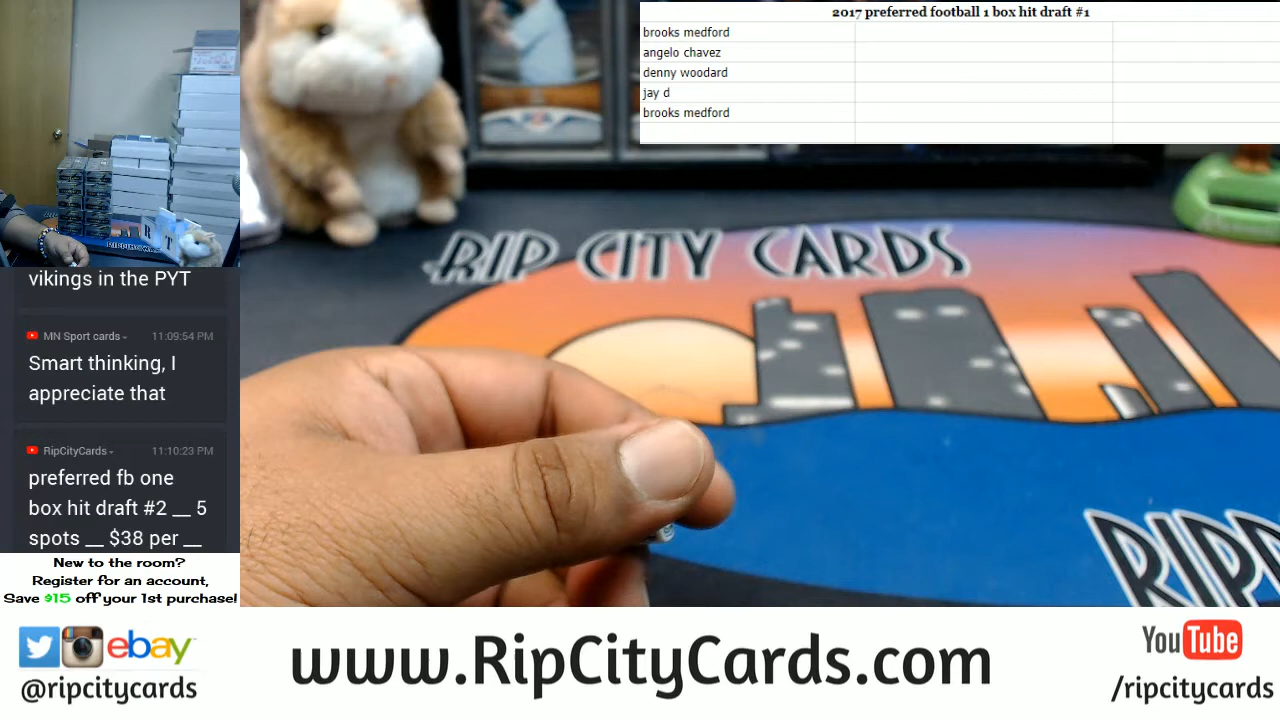 2017 preferred football 1 box hit draft #1
brooks medford
angelo chavez
denny woodard
jay d
brooks medford
RIP CITY CARDS
RIPP
vikings in the PYT
MN Sport cards
11:09:54 PM
Smart thinking, I
appreciate that
RipCityCards
11:10:23 PM
preferred fb one
box hit draft #2 __ 5
spots __ $38 per __
New to the room?
Register for an account,
Save $15 off your 1st purchase!
ebay
@ripcitycards
www.RipCityCards.com
YouTube
/ripcitycards